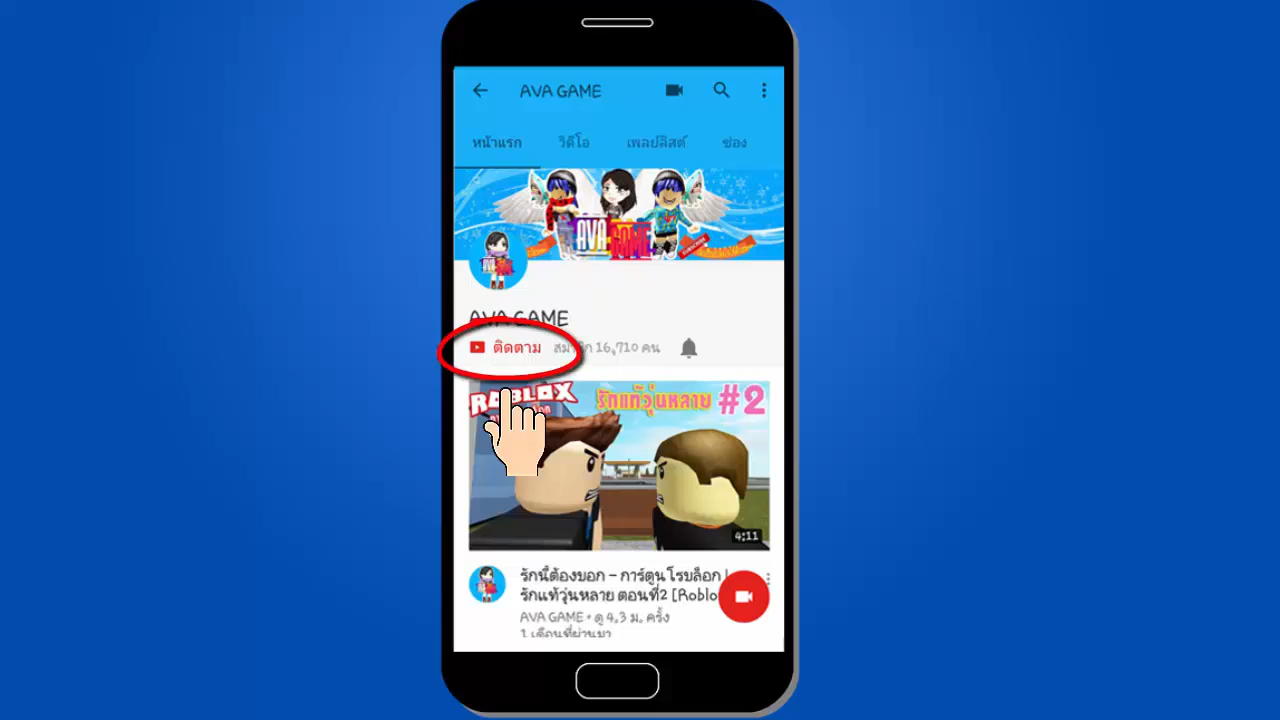 AVA GAME
หน้าแรก วิดีโอ เพลย์ลิสต์ ช่อง
AVA GAME
AVA GAME
ติดตาม 16,710 คน
ROBLOX
รักแท้วุ่นหลาย #2
4:11
รักนี้ต้องบอก - การ์ตูน โรบล็อก |
รักแท้วุ่นหลาย ตอนที่2 [Roblo
AVA GAME • ดู 4.3 ม. ครั้ง
1 เดือนที่ผ่านมา